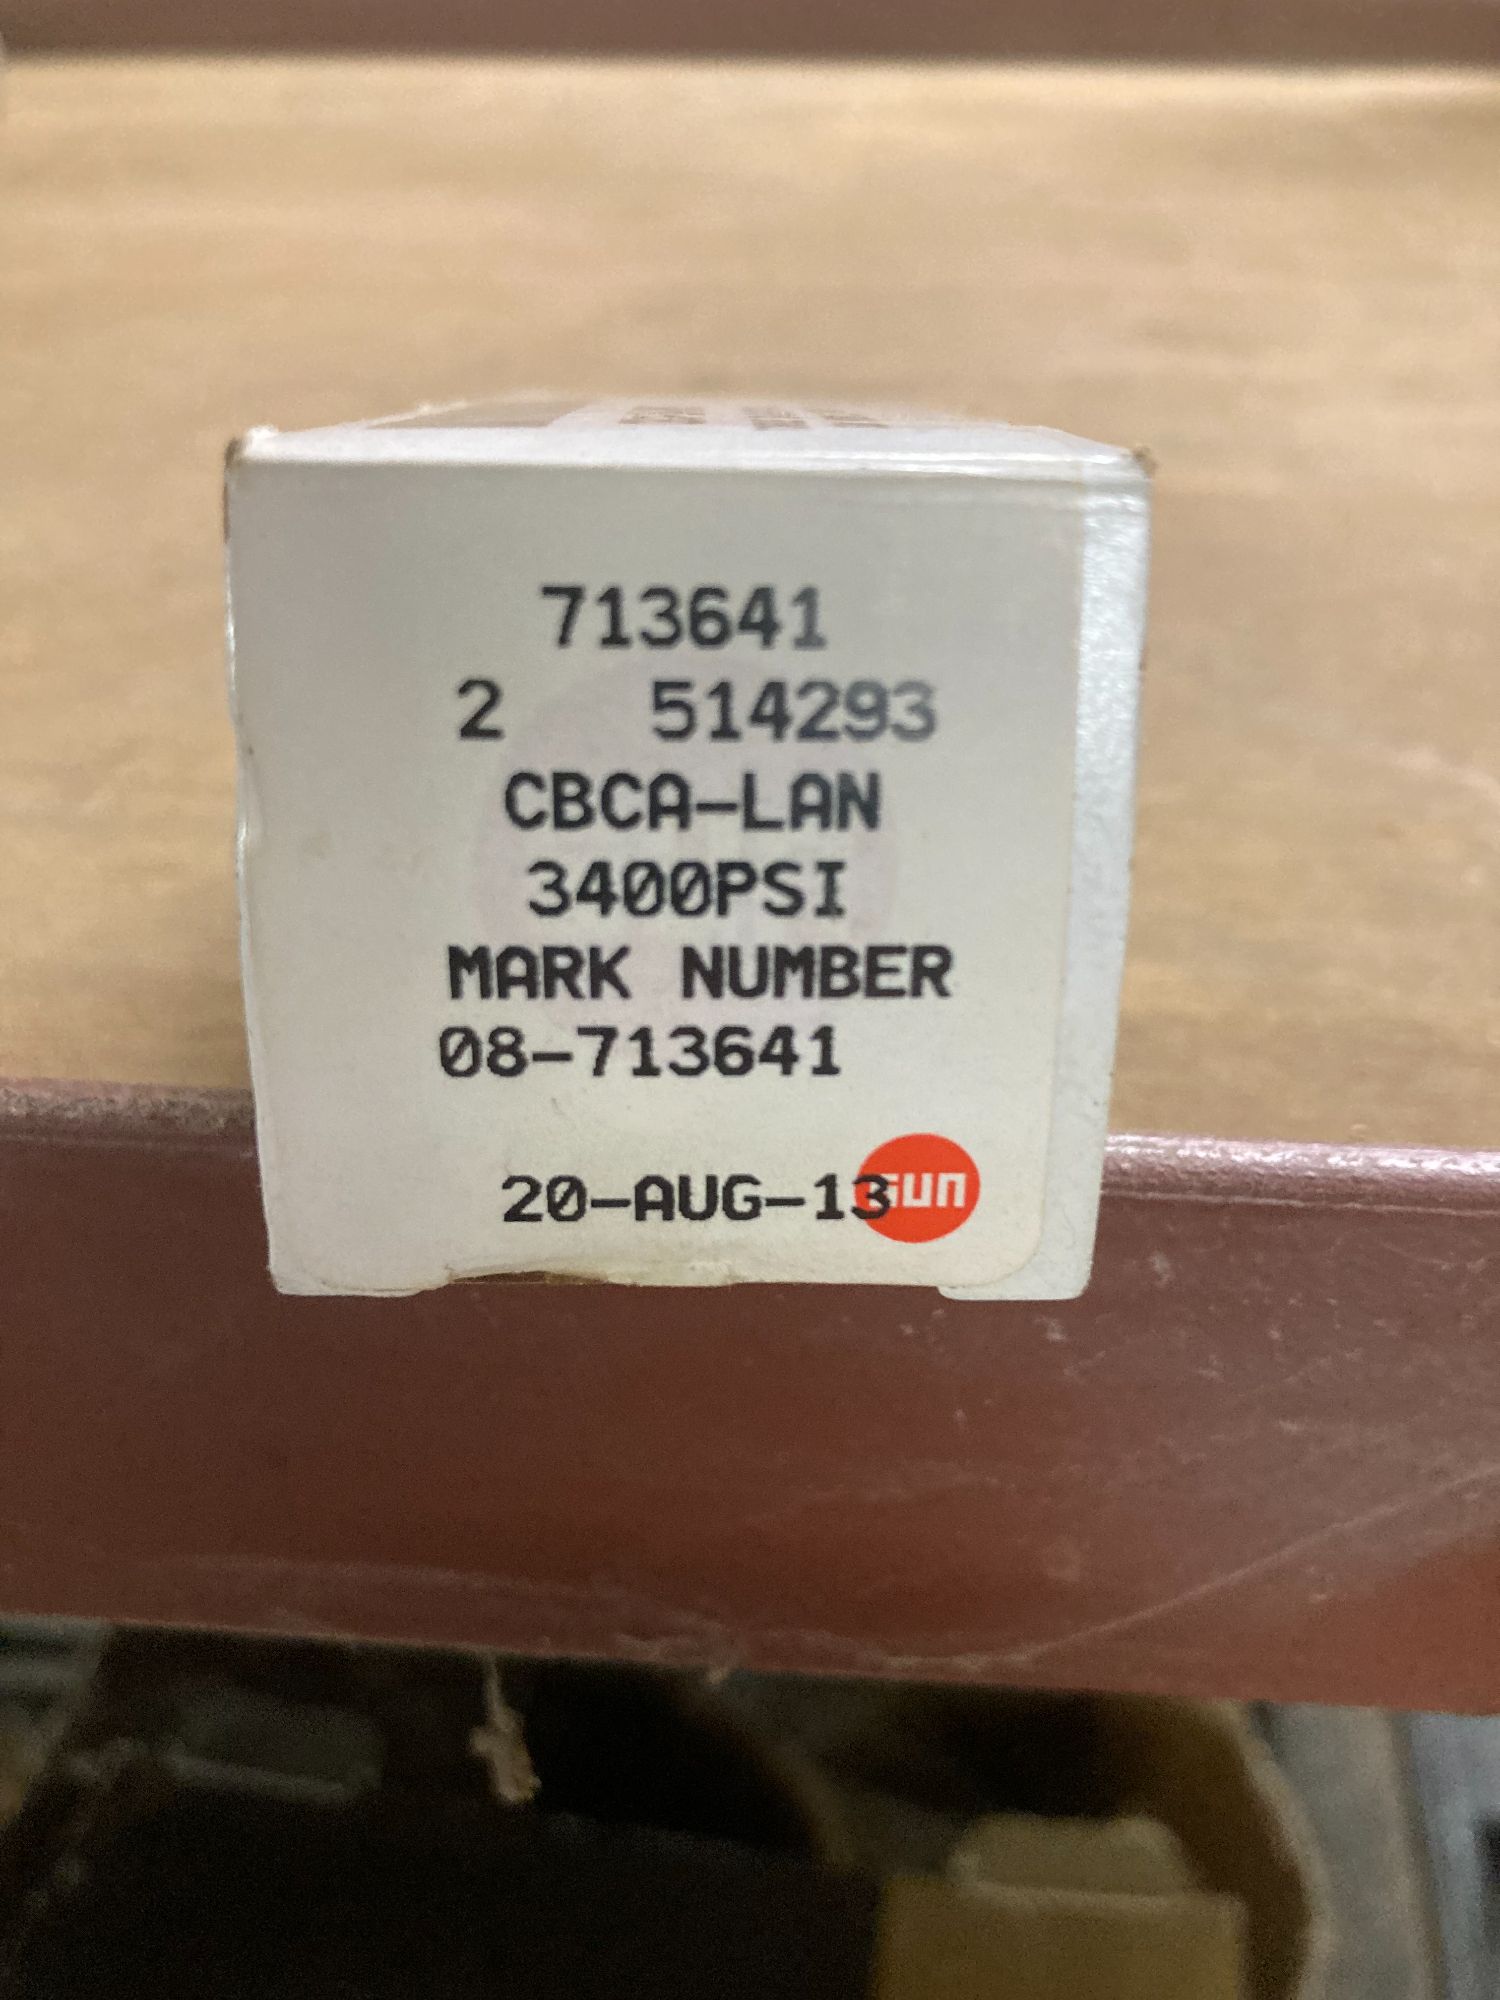 713641
2 514293
CBCA-LAN
3400PSI
MARK NUMBER
08-713641
20-AUG-13
sun